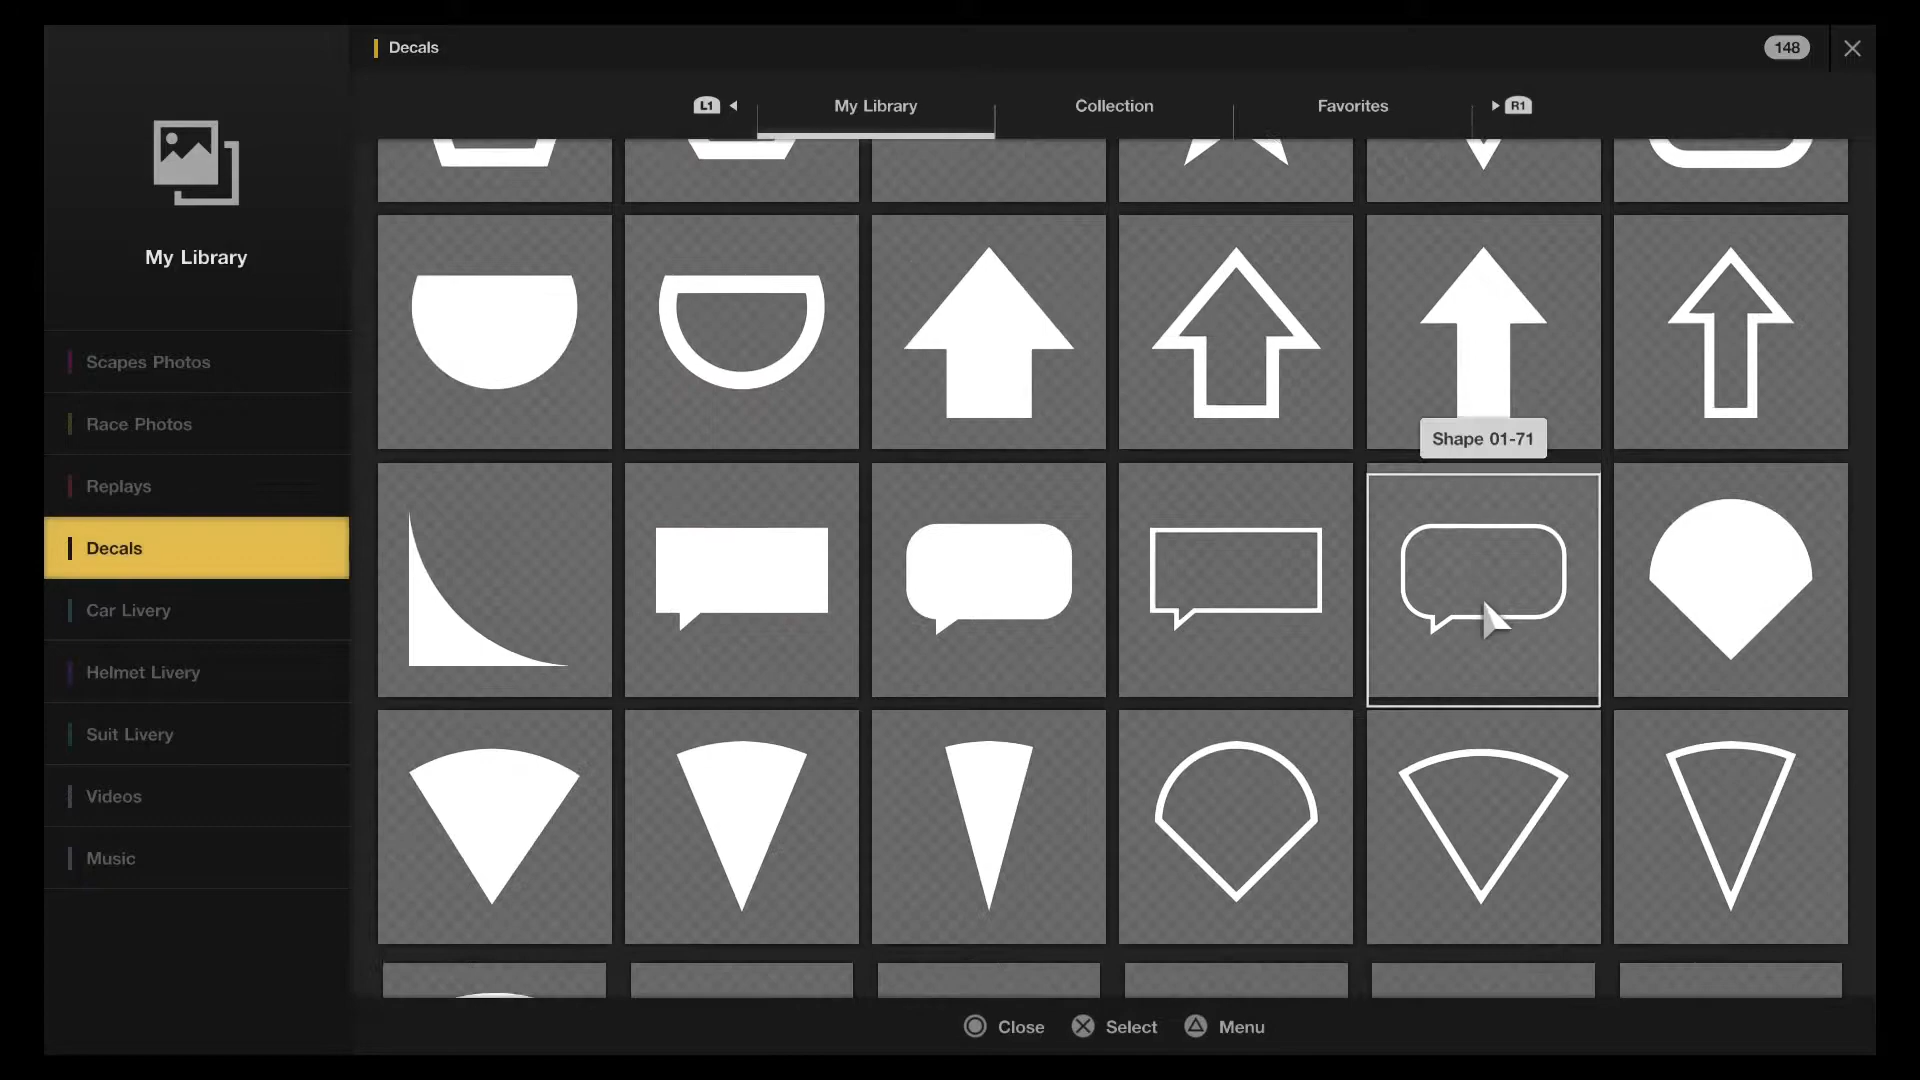 Decals
148
L1
My Library
Collection
Favorites
R1
My Library
Scapes Photos
Race Photos
Replays
Decals
Car Livery
Helmet Livery
Suit Livery
Videos
Music
Shape 01-71
Close
Select
Menu